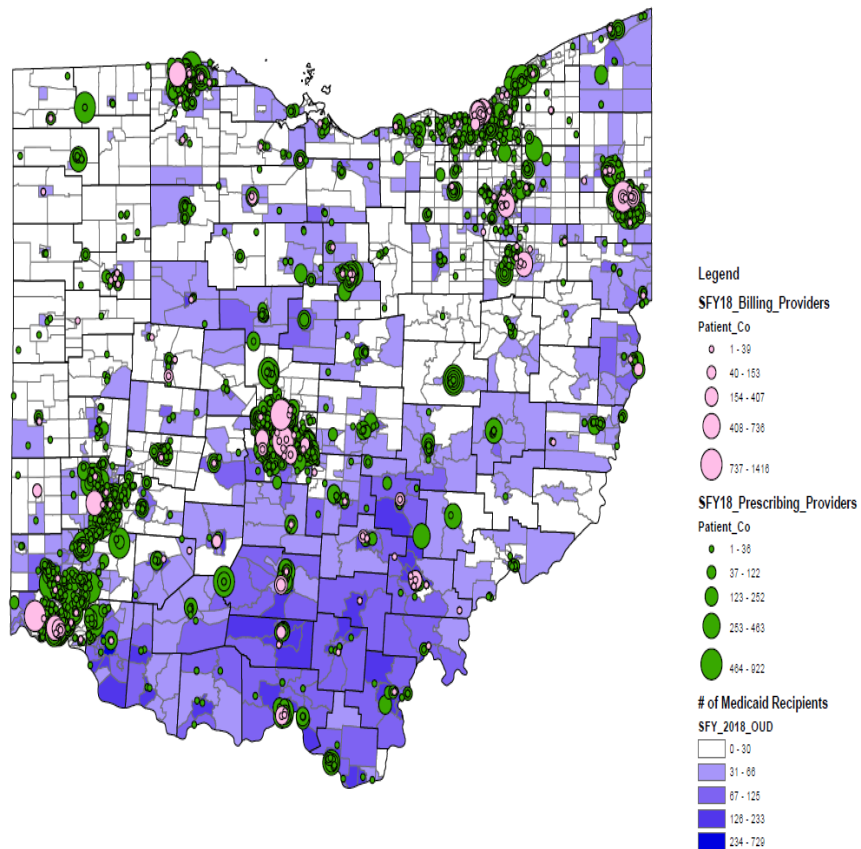 Legend
SFY18_Billing_Providers
Patient_Co
1 - 39
40 - 153
154 - 407
408 - 736
737 - 1416
SFY18_Prescribing_Providers
Patient_Co
1 - 36
37 - 122
123 - 252
253 - 463
464 - 922
# of Medicaid Recipients
SFY_2018_OUD
0 - 30
31 - 66
67 - 125
126 - 233
234 - 729